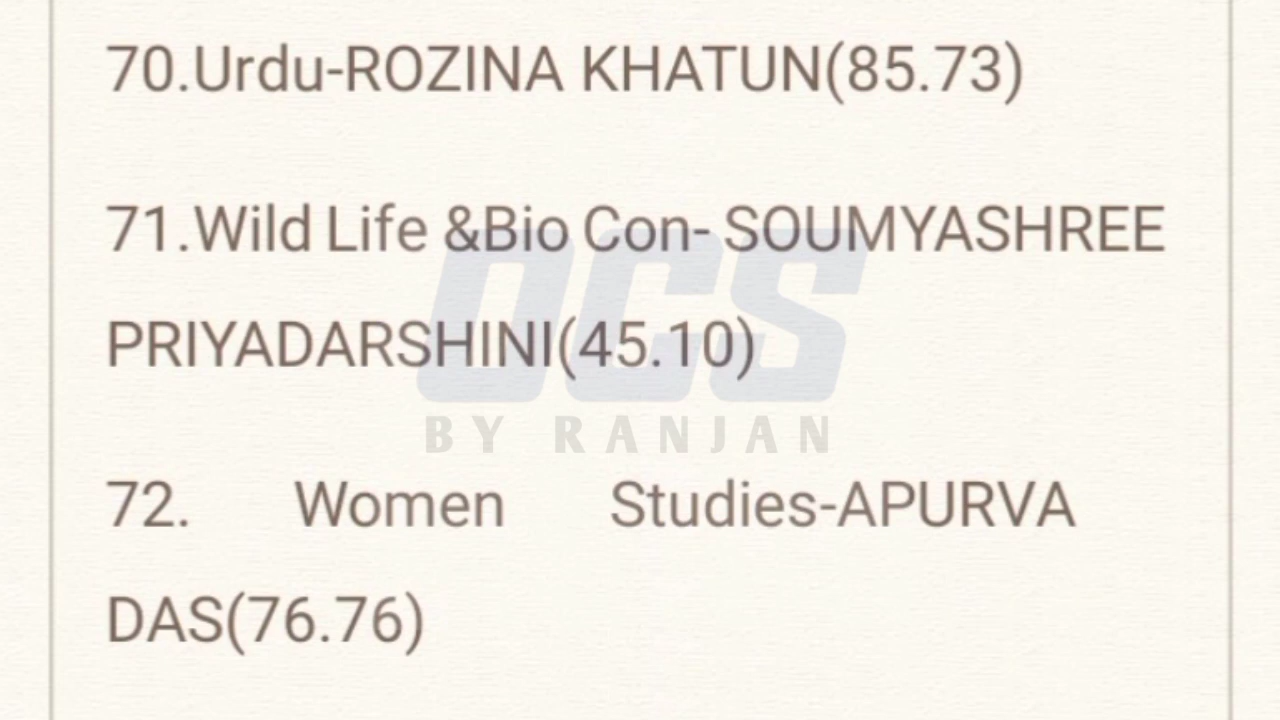 70.Urdu-ROZINA KHATUN(85.73)
71.Wild Life &Bio Con- SOUMYASHREE
PRIYADARSHINI(45.10)
OCS
BY RANJAN
72. Women Studies-APURVA
DAS(76.76)